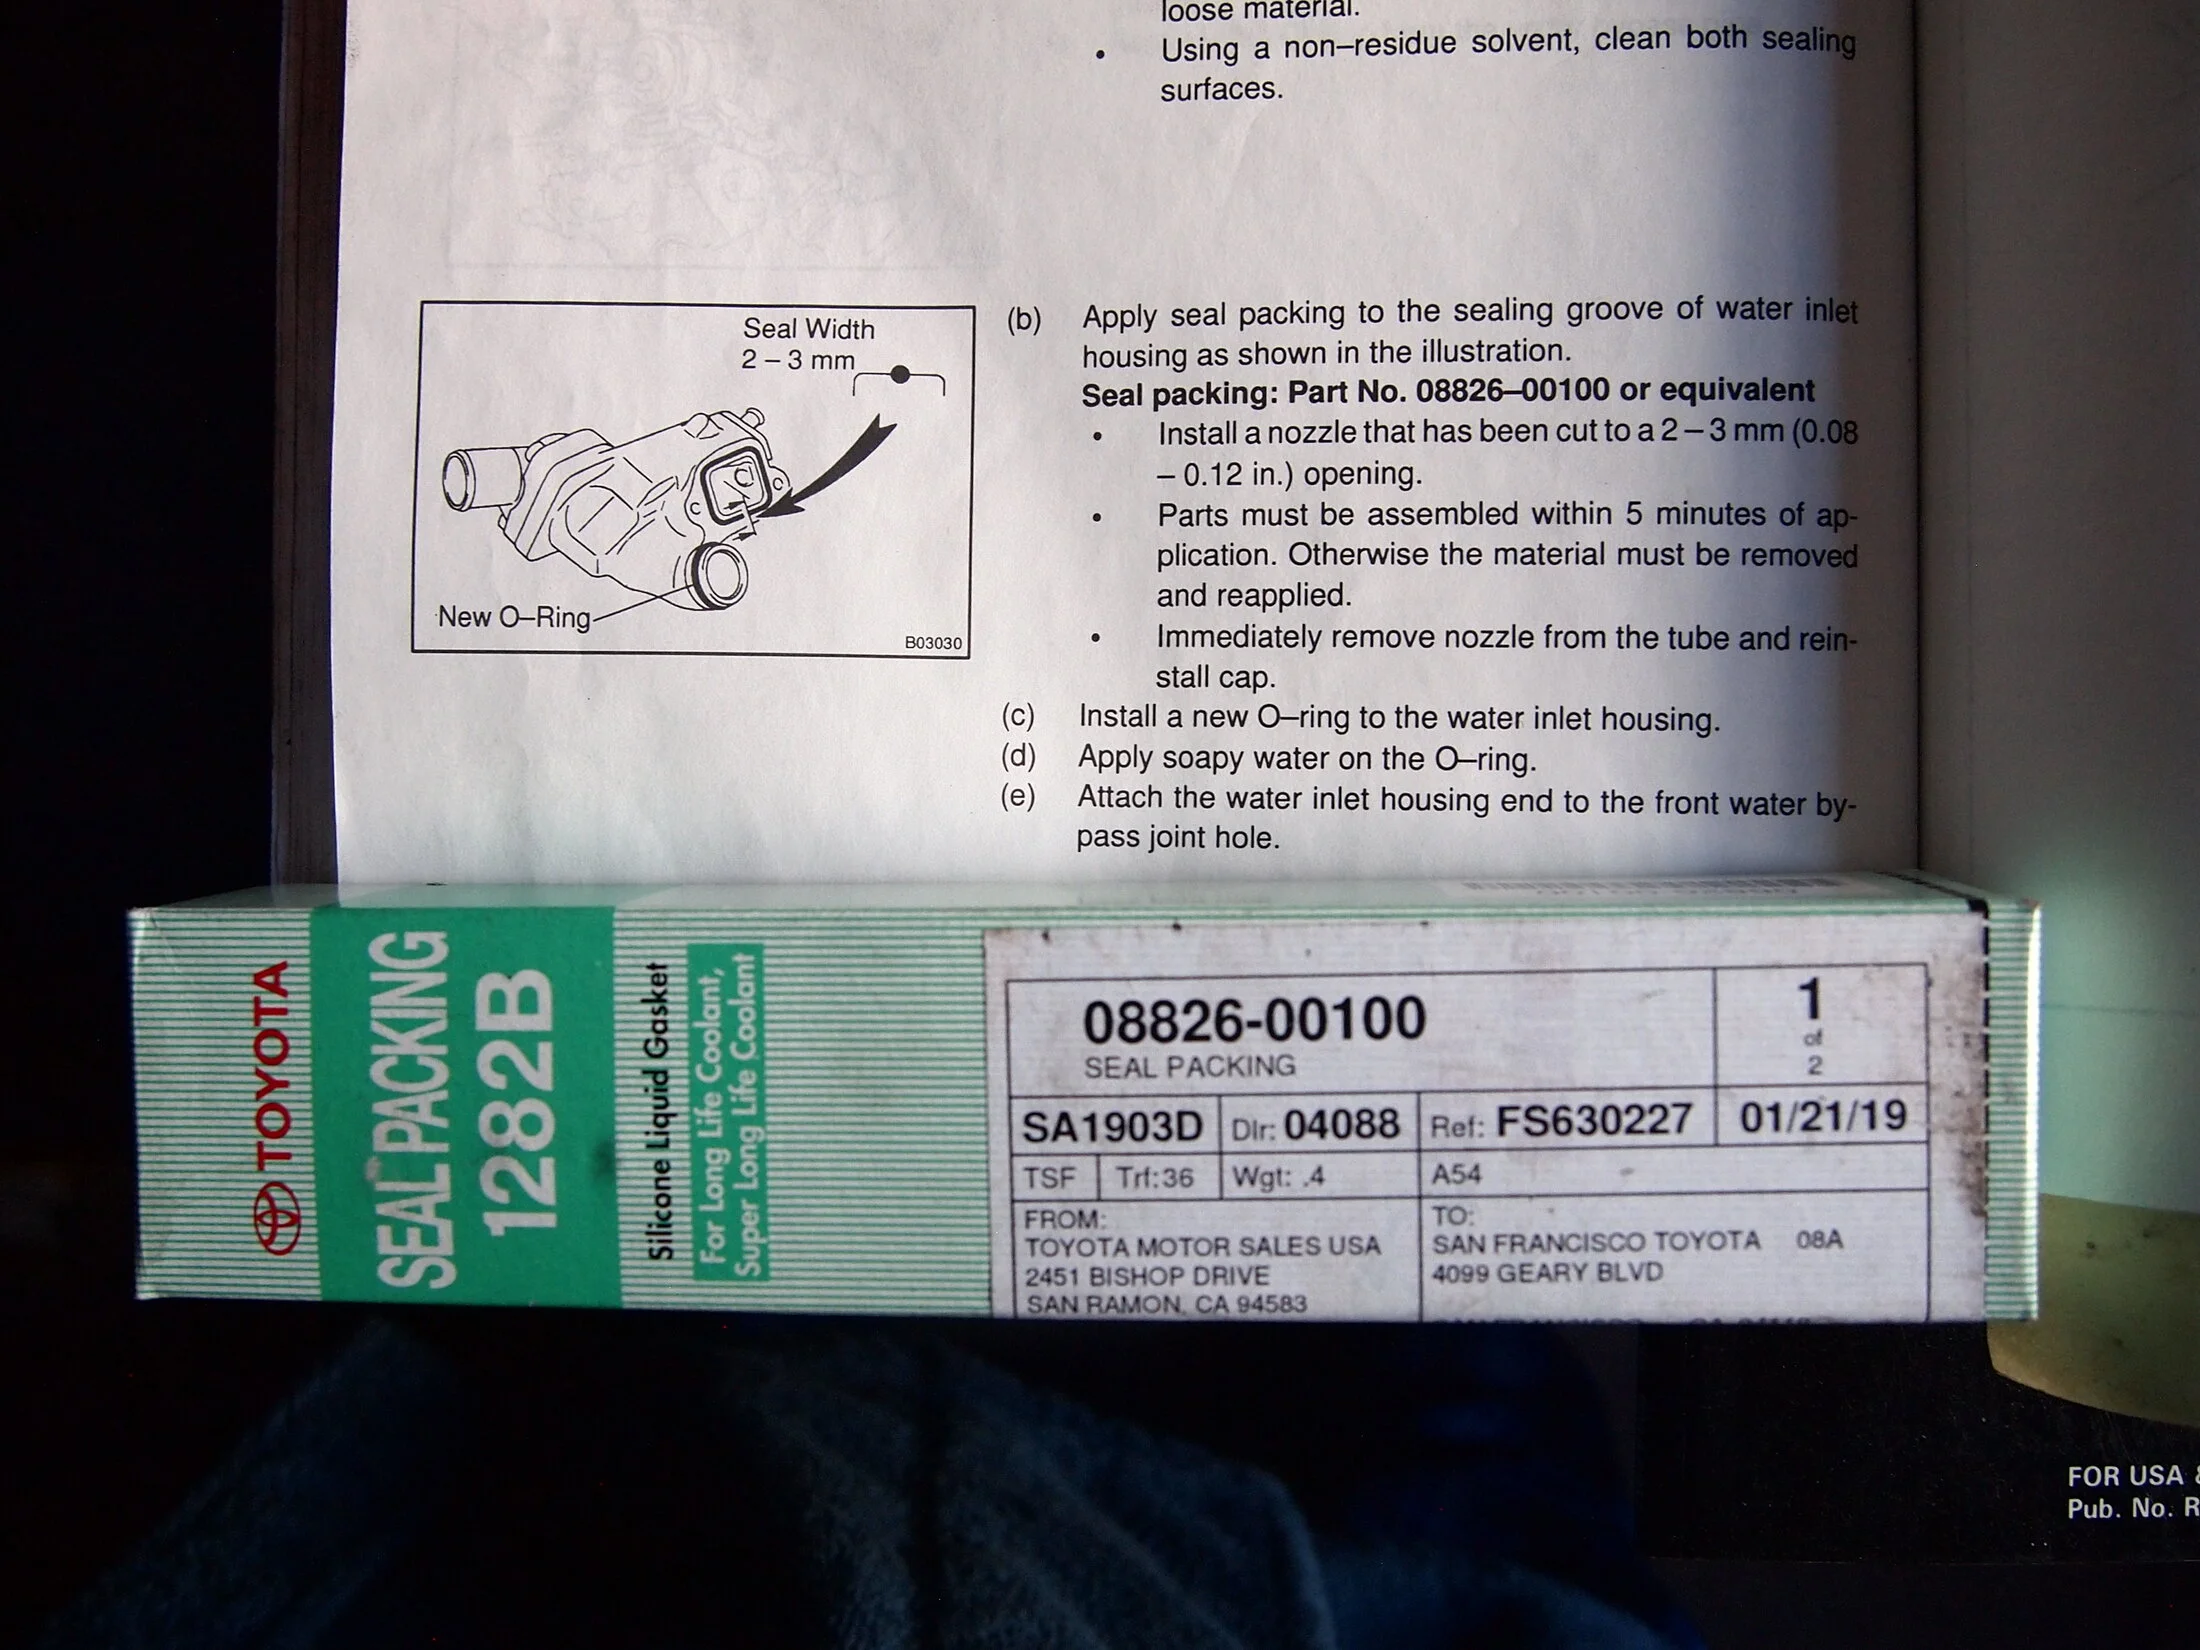 loose material.
• Using a non–residue solvent, clean both sealing
surfaces.
Seal Width
2 – 3 mm
New O–Ring
B03030
(b) Apply seal packing to the sealing groove of water inlet
housing as shown in the illustration.
Seal packing: Part No. 08826–00100 or equivalent
• Install a nozzle that has been cut to a 2 – 3 mm (0.08
– 0.12 in.) opening.
• Parts must be assembled within 5 minutes of ap-
plication. Otherwise the material must be removed
and reapplied.
• Immediately remove nozzle from the tube and rein-
stall cap.
(c) Install a new O–ring to the water inlet housing.
(d) Apply soapy water on the O–ring.
(e) Attach the water inlet housing end to the front water by-
pass joint hole.
TOYOTA
SEAL PACKING
1282B
Silicone Liquid Gasket
For Long Life Coolant,
Super Long Life Coolant
08826-00100
SEAL PACKING
1
of
2
SA1903D Dlr: 04088 Ref: FS630227 01/21/19
TSF Trf:36 Wgt: .4 A54
FROM:
TOYOTA MOTOR SALES USA
2451 BISHOP DRIVE
SAN RAMON, CA 94583
TO:
SAN FRANCISCO TOYOTA 08A
4099 GEARY BLVD
FOR USA
Pub. No. R